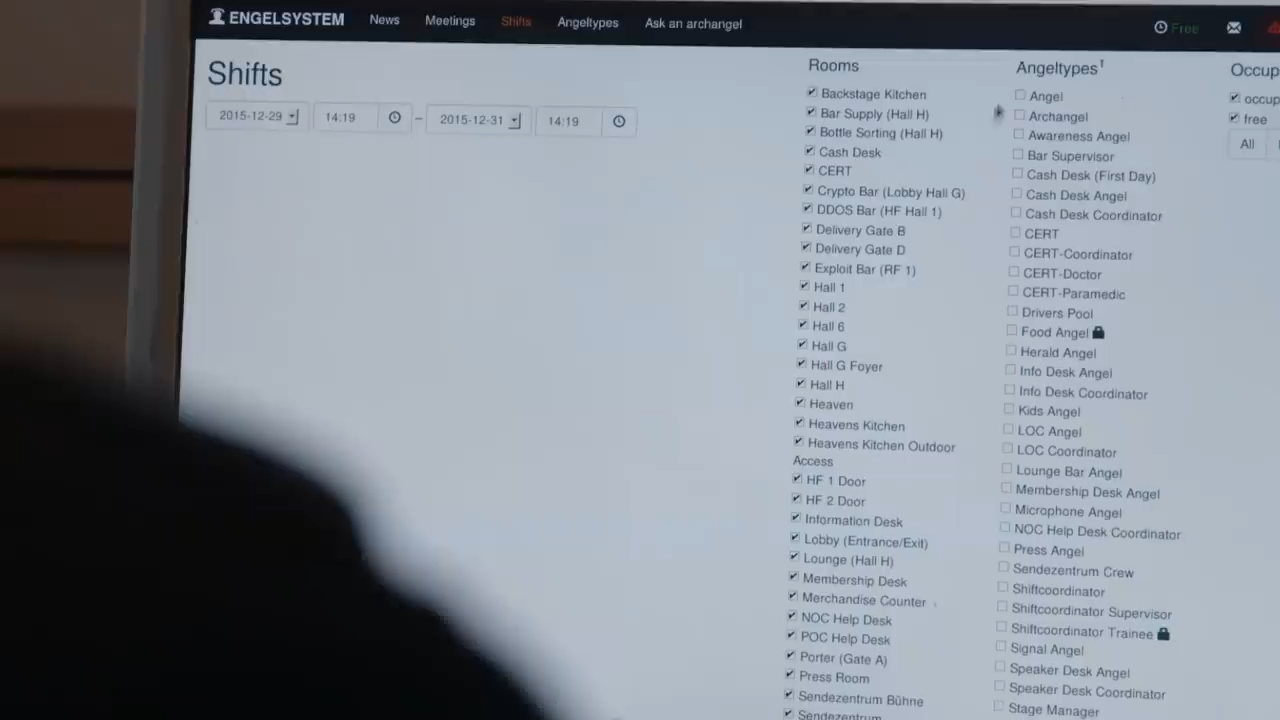 ENGELSYSTEM News Meetings Shifts Angeltypes Ask an archangel Free
Shifts
2015-12-29 14:19 – 2015-12-31 14:19
Rooms
Backstage Kitchen
Bar Supply (Hall H)
Bottle Sorting (Hall H)
Cash Desk
CERT
Crypto Bar (Lobby Hall G)
DDOS Bar (HF Hall 1)
Delivery Gate B
Delivery Gate D
Exploit Bar (RF 1)
Hall 1
Hall 2
Hall 6
Hall G
Hall G Foyer
Hall H
Heaven
Heavens Kitchen
Heavens Kitchen Outdoor
Access
HF 1 Door
HF 2 Door
Information Desk
Lobby (Entrance/Exit)
Lounge (Hall H)
Membership Desk
Merchandise Counter
NOC Help Desk
POC Help Desk
Porter (Gate A)
Press Room
Sendezentrum Bühne
Sendezentrum
Angeltypes¹
Angel
Archangel
Awareness Angel
Bar Supervisor
Cash Desk (First Day)
Cash Desk Angel
Cash Desk Coordinator
CERT
CERT-Coordinator
CERT-Doctor
CERT-Paramedic
Drivers Pool
Food Angel
Herald Angel
Info Desk Angel
Info Desk Coordinator
Kids Angel
LOC Angel
LOC Coordinator
Lounge Bar Angel
Membership Desk Angel
Microphone Angel
NOC Help Desk Coordinator
Press Angel
Sendezentrum Crew
Shiftcoordinator
Shiftcoordinator Supervisor
Shiftcoordinator Trainee
Signal Angel
Speaker Desk Angel
Speaker Desk Coordinator
Stage Manager
Occup
occup
free
All